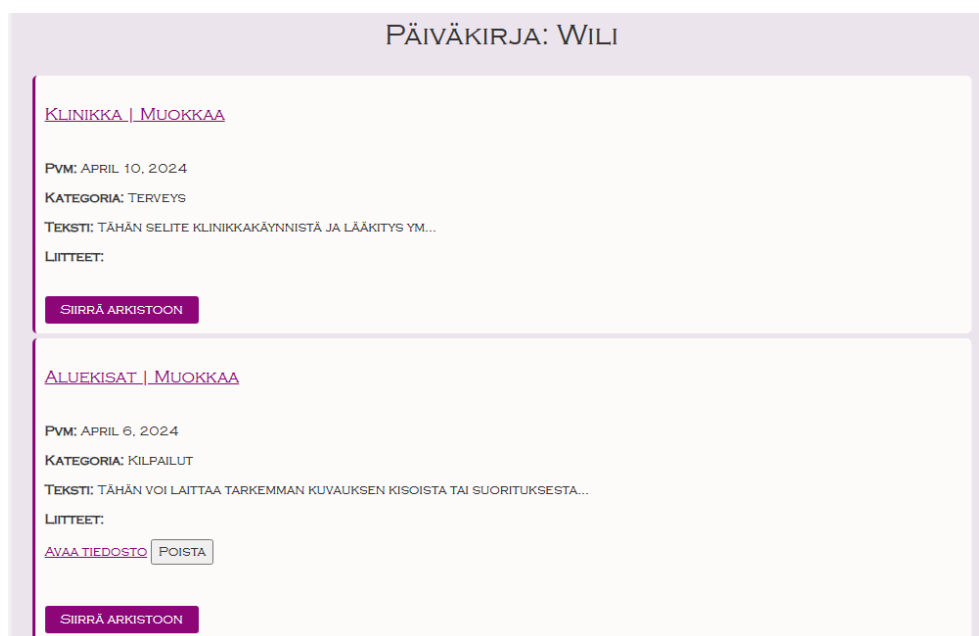 Päiväkirja: Wili
Klinikka | Muokkaa
Pvm: April 10, 2024
Kategoria: Terveys
Teksti: Tähän selite klinikkakäynnistä ja lääkitys ym...
Liitteet:
Siirrä arkistoon
Aluekisat | Muokkaa
Pvm: April 6, 2024
Kategoria: Kilpailut
Teksti: Tähän voi laittaa tarkemman kuvauksen kisoista tai suorituksesta...
Liitteet:
Avaa tiedosto Poista
Siirrä arkistoon